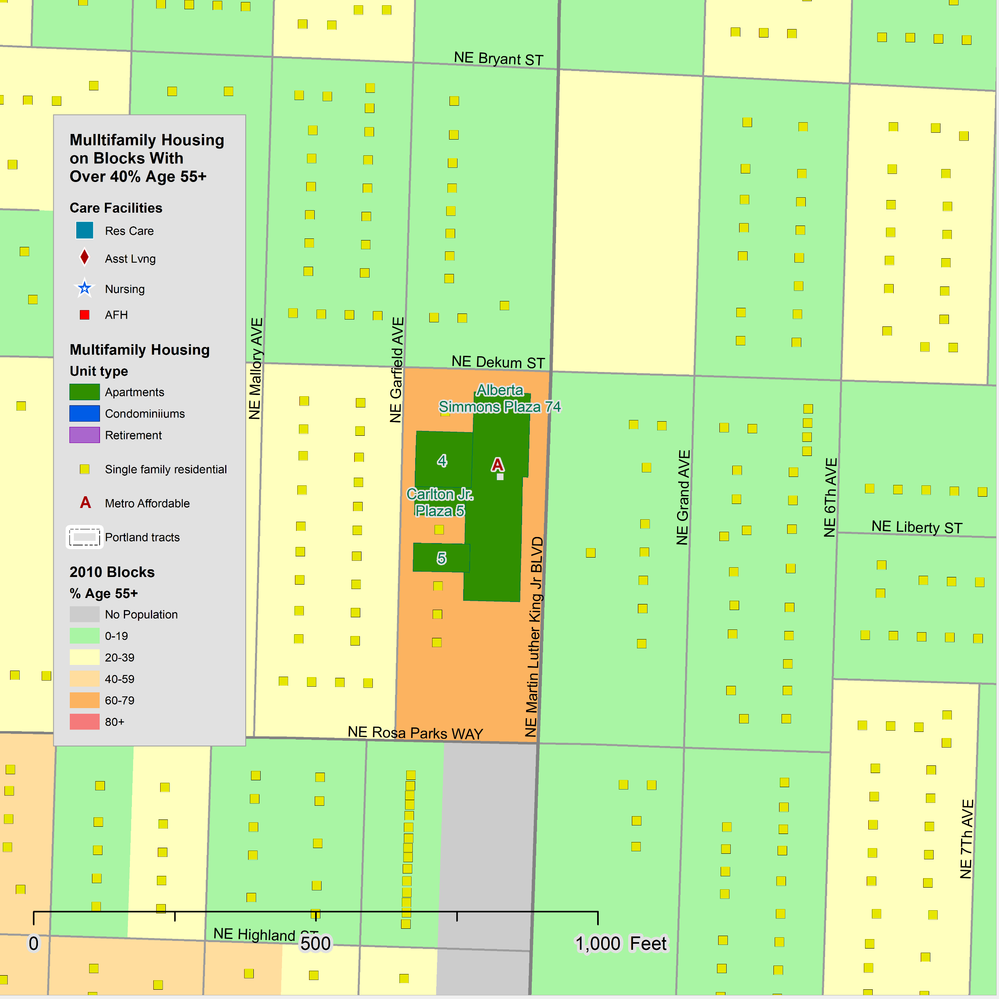 NE Bryant ST
Mulltifamily Housing
on Blocks With
Over 40% Age 55+
Care Facilities
Res Care
Asst Lvng
Nursing
AFH
Multifamily Housing
Unit type
Apartments
Condominiiums
Retirement
Single family residential
A Metro Affordable
Portland tracts
2010 Blocks
% Age 55+
No Population
0-19
20-39
40-59
60-79
80+
NE Mallory AVE
NE Garfield AVE
NE Dekum ST
Alberta
Simmons Plaza 74
4
A
Carlton Jr.
Plaza 5
5
NE Martin Luther King Jr BLVD
NE Grand AVE
NE 6Th AVE
NE Liberty ST
NE Rosa Parks WAY
NE 7Th AVE
NE Highland ST
0 500 1,000 Feet